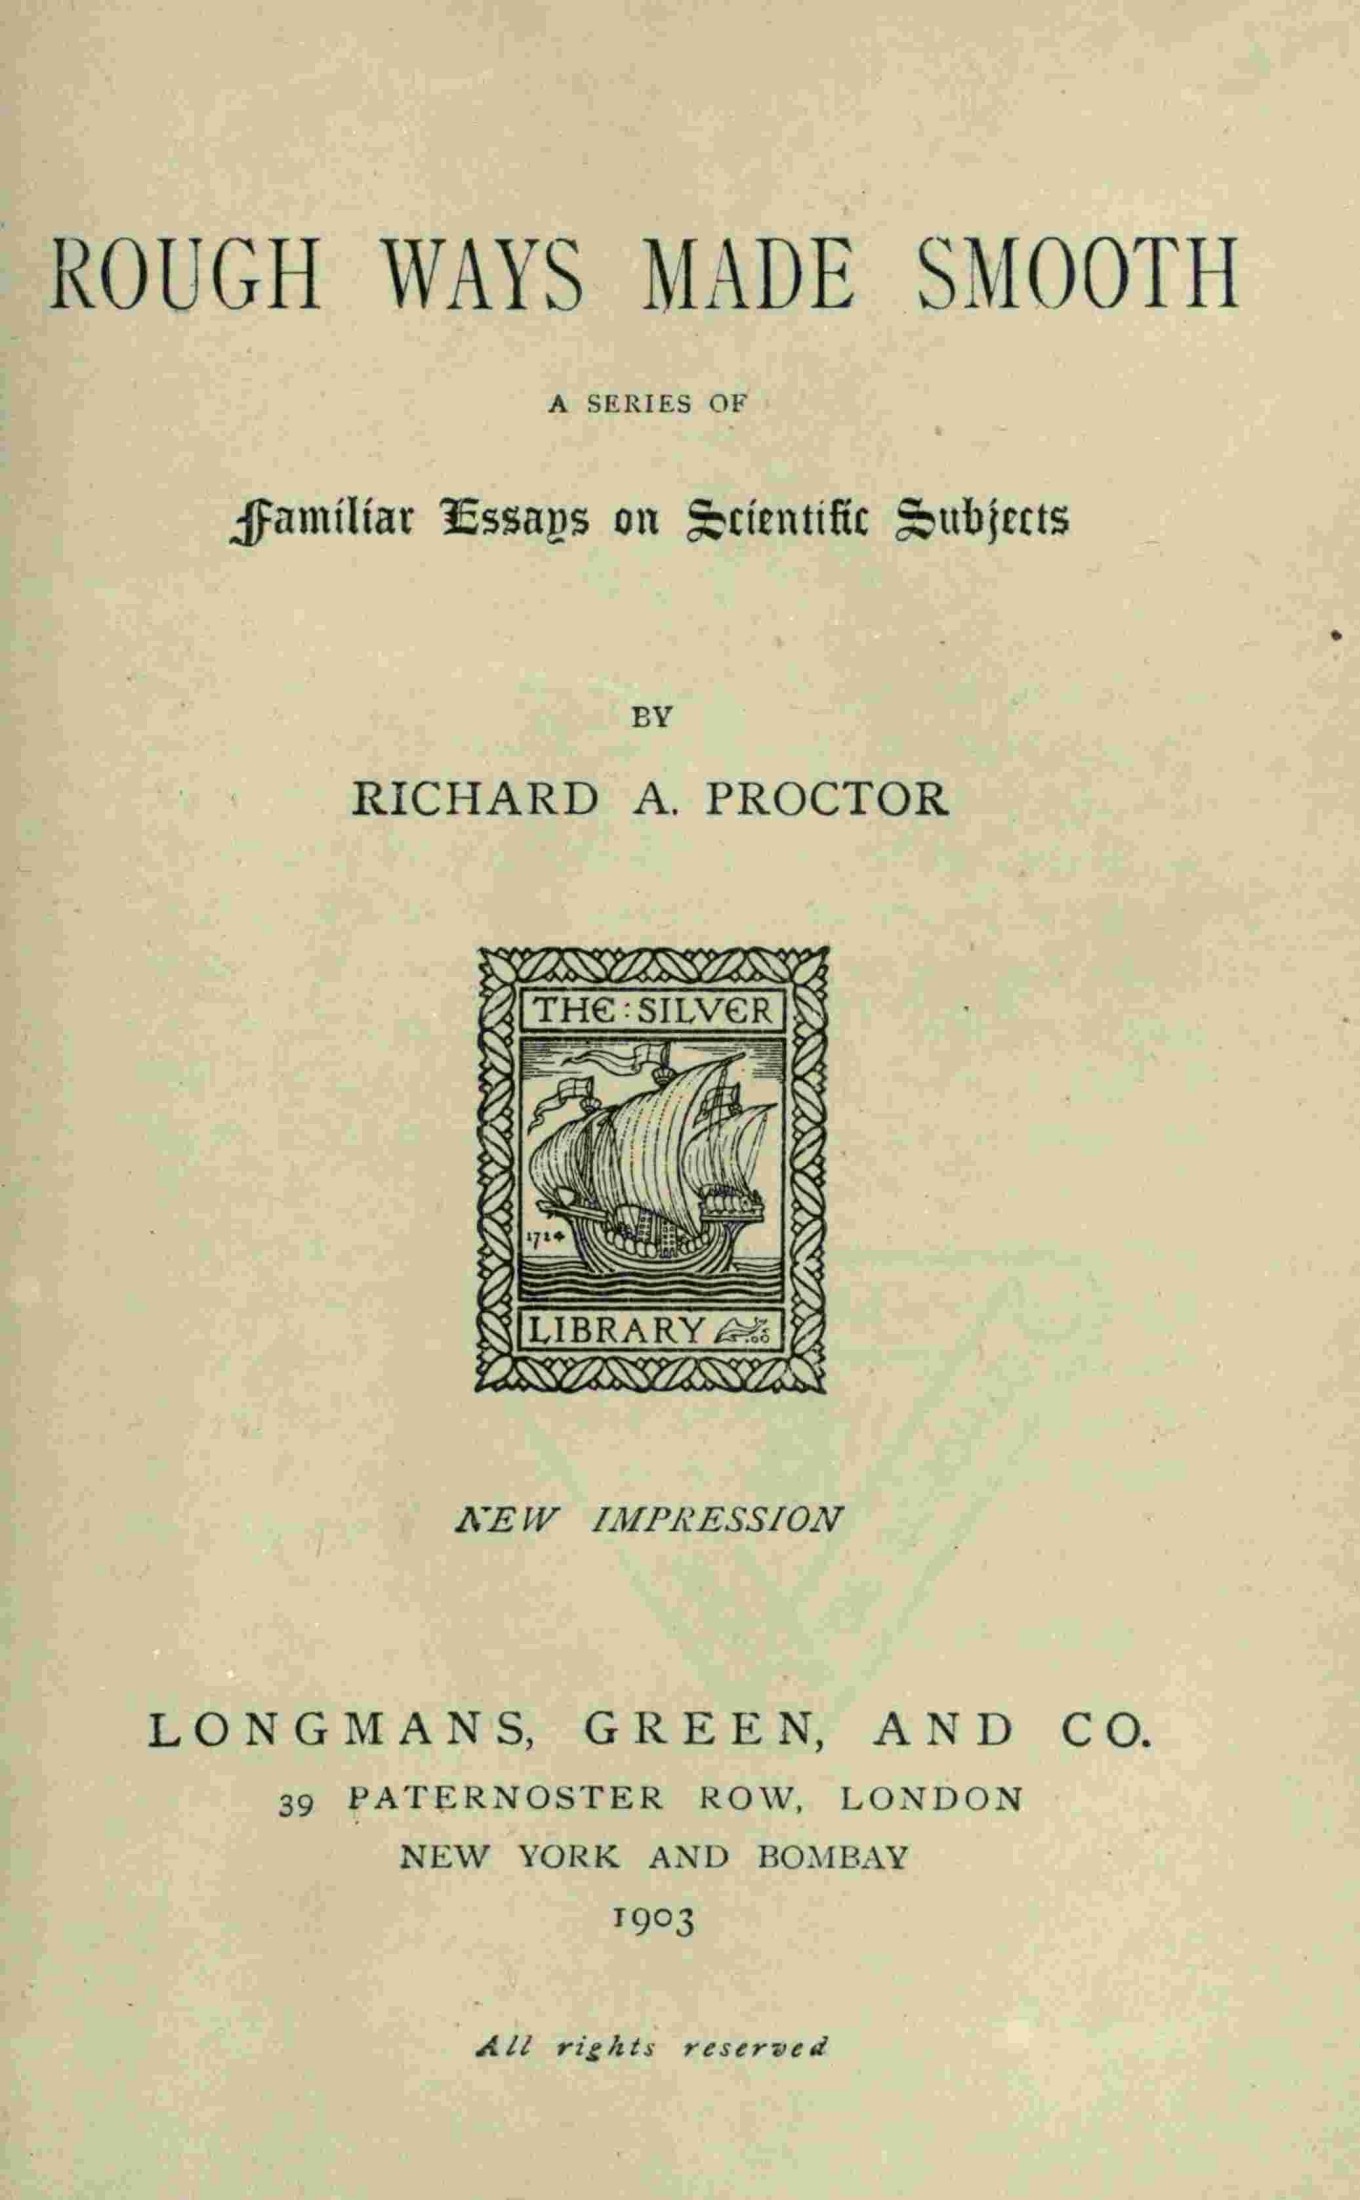 ROUGH WAYS MADE SMOOTH
A SERIES OF
Familiar Essays on Scientific Subjects
BY
RICHARD A. PROCTOR
THE : SILVER
1724
LIBRARY
NEW IMPRESSION
LONGMANS, GREEN, AND CO.
39 PATERNOSTER ROW, LONDON
NEW YORK AND BOMBAY
1903
All rights reserved